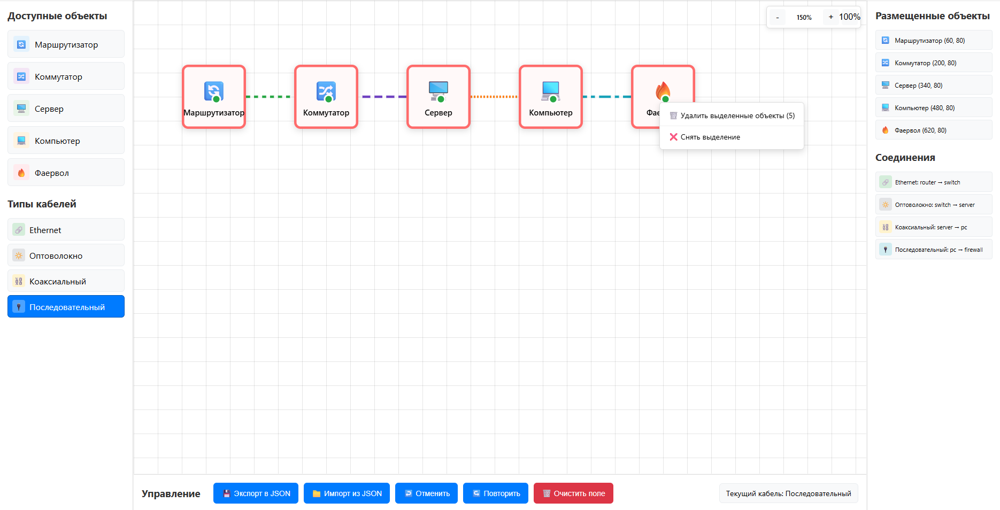 Доступные объекты
Маршрутизатор
Коммутатор
Сервер
Компьютер
Фаервол
Типы кабелей
Ethernet
Оптоволокно
Коаксиальный
Последовательный
- 150% + 100%
Маршрутизатор
Коммутатор
Сервер
Компьютер
Удалить выделенные объекты (5)
Снять выделение
Управление
Экспорт в JSON
Импорт из JSON
Отменить
Повторить
Очистить поле
Текущий кабель: Последовательный
Размещенные объекты
Маршрутизатор (60, 80)
Коммутатор (200, 80)
Сервер (340, 80)
Компьютер (480, 80)
Фаервол (620, 80)
Соединения
Ethernet: router → switch
Оптоволокно: switch → server
Коаксиальный: server → pc
Последовательный: pc → firewall